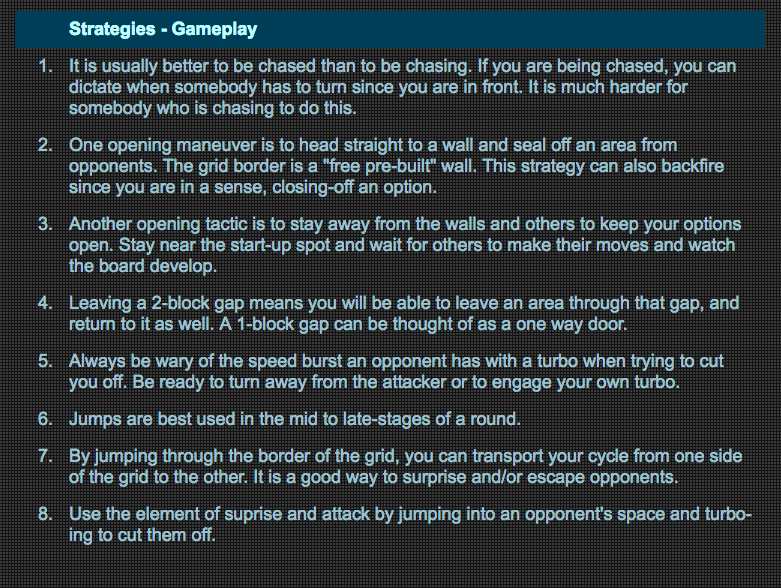 Strategies - Gameplay
1. It is usually better to be chased than to be chasing. If you are being chased, you can
dictate when somebody has to turn since you are in front. It is much harder for
somebody who is chasing to do this.
2. One opening maneuver is to head straight to a wall and seal off an area from
opponents. The grid border is a "free pre-built" wall. This strategy can also backfire
since you are in a sense, closing-off an option.
3. Another opening tactic is to stay away from the walls and others to keep your options
open. Stay near the start-up spot and wait for others to make their moves and watch
the board develop.
4. Leaving a 2-block gap means you will be able to leave an area through that gap, and
return to it as well. A 1-block gap can be thought of as a one way door.
5. Always be wary of the speed burst an opponent has with a turbo when trying to cut
you off. Be ready to turn away from the attacker or to engage your own turbo.
6. Jumps are best used in the mid to late-stages of a round.
7. By jumping through the border of the grid, you can transport your cycle from one side
of the grid to the other. It is a good way to surprise and/or escape opponents.
8. Use the element of suprise and attack by jumping into an opponent's space and turbo-
ing to cut them off.